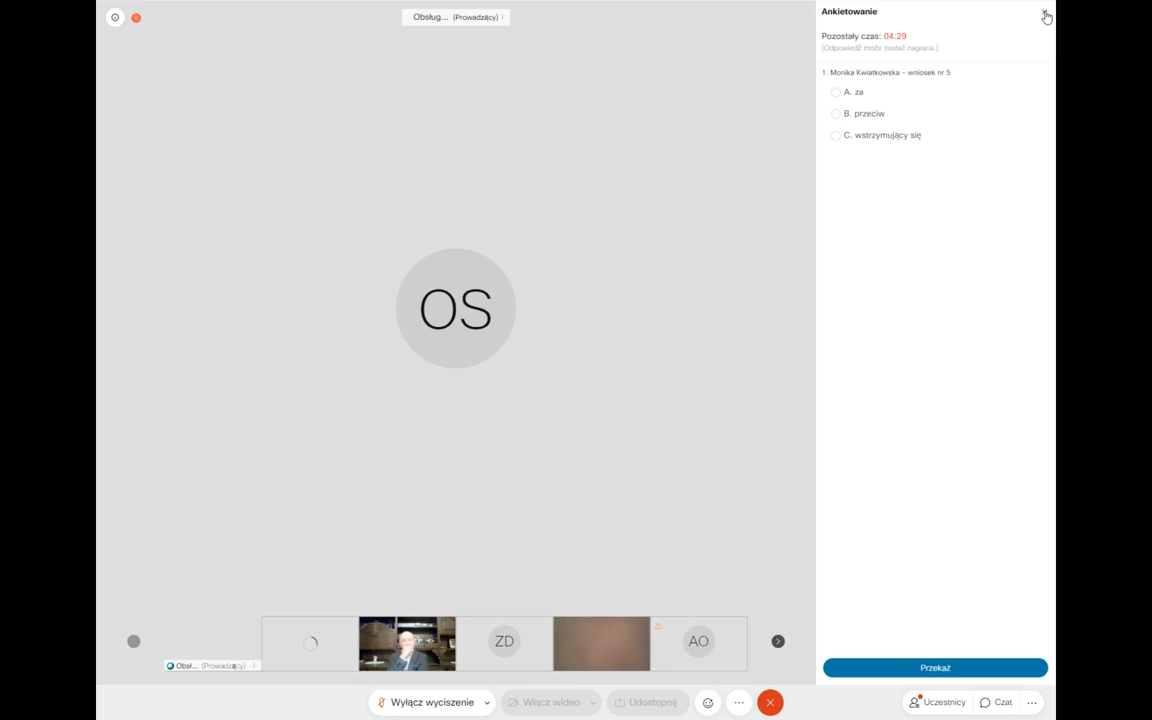 Obsług... (Prowadzący)
Ankietowanie
Pozostały czas: 04:29
(Odpowiedź może zostać nagrana.)
1. Monika Kwiatkowska - wniosek nr 5
A. za
B. przeciw
C. wstrzymujący się
OS
ZD
AO
Obsł... (Prowadzący)
Przekaż
Wyłącz wyciszenie
Włącz wideo
Udostępnij
Uczestnicy
Czat